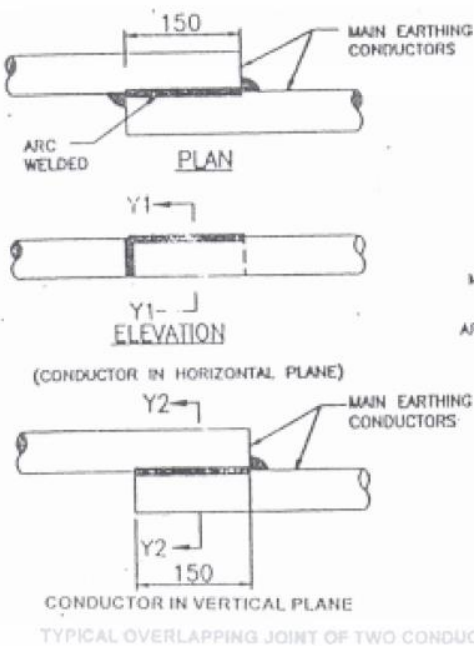 150
MAIN EARTHING
CONDUCTORS
ARC
WELDED
PLAN
Y1
Y1
ELEVATION
(CONDUCTOR IN HORIZONTAL PLANE)
Y2
MAIN EARTHING
CONDUCTORS
Y2
150
CONDUCTOR IN VERTICAL PLANE
TYPICAL OVERLAPPING JOINT OF TWO CONDUC